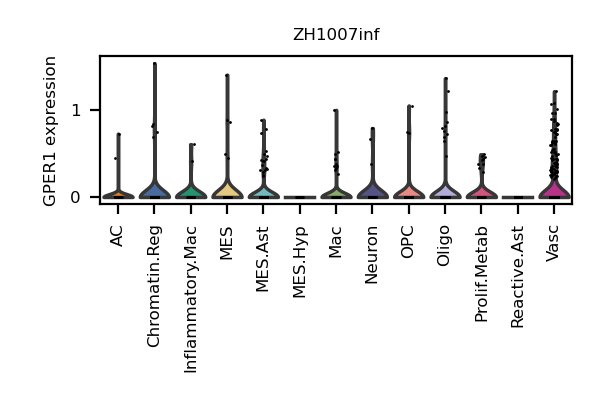 ZH1007inf
GPER1 expression
1
0
AC
Chromatin.Reg
Inflammatory.Mac
MES
MES.Ast
MES.Hyp
Mac
Neuron
OPC
Oligo
Prolif.Metab
Reactive.Ast
Vasc